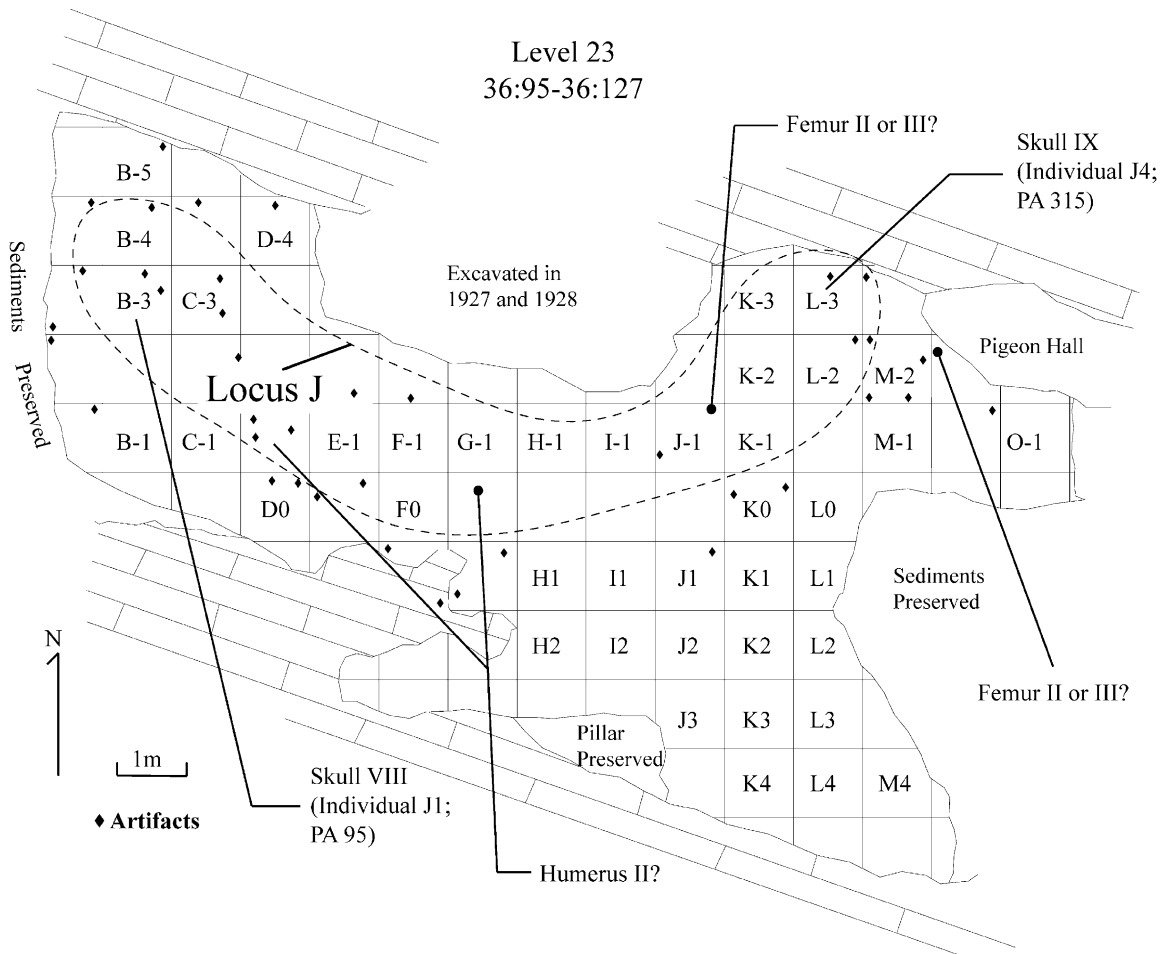 Level 23
36:95-36:127
Femur II or III?
Skull IX
(Individual J4;
PA 315)
B-5
B-4
D-4
Sediments
Preserved
Excavated in
1927 and 1928
B-3
C-3
K-3
L-3
Pigeon Hall
Locus J
K-2
L-2
M-2
B-1
C-1
E-1
F-1
G-1
H-1
I-1
J-1
K-1
M-1
O-1
D0
F0
K0
L0
H1
I1
J1
K1
L1
Sediments
Preserved
N
H2
I2
J2
K2
L2
Femur II or III?
J3
K3
L3
Pillar
Preserved
1m
K4
L4
M4
Skull VIII
(Individual J1;
PA 95)
Artifacts
Humerus II?